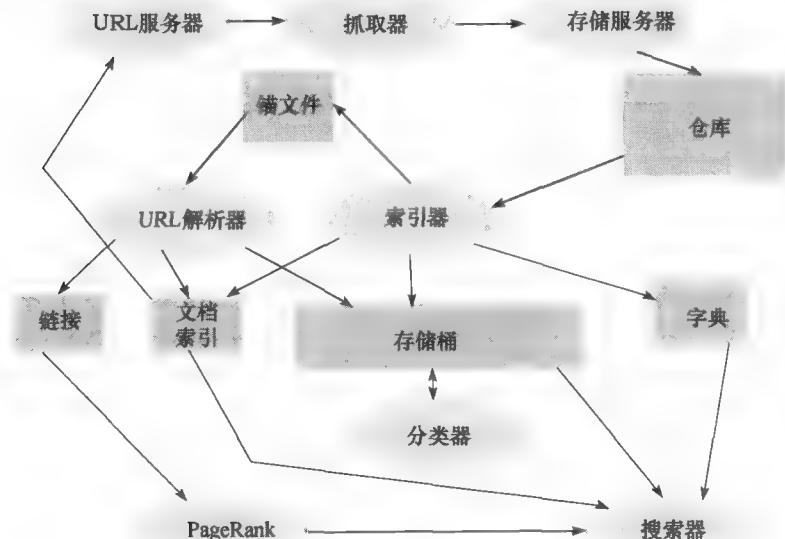 URL服务器
抓取器
存储服务器
锚文件
仓库
URL解析器
索引器
链接
文档
索引
存储桶
字典
分类器
PageRank
搜索器